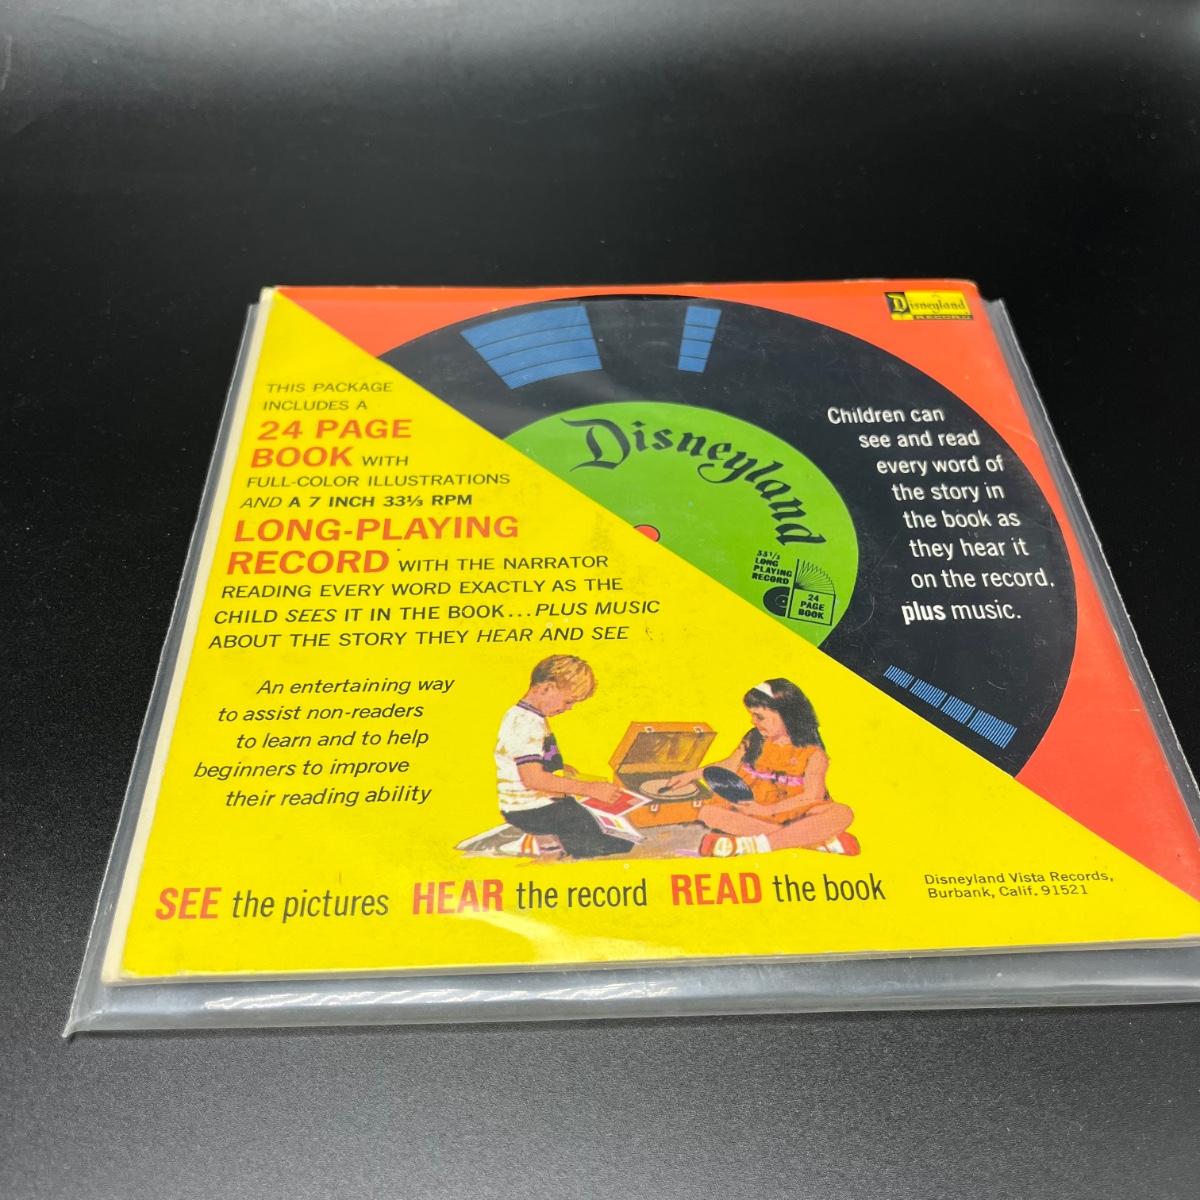 Disneyland
RECORD
THIS PACKAGE
INCLUDES A
24 PAGE
BOOK WITH
FULL-COLOR ILLUSTRATIONS
AND A 7 INCH 33⅓ RPM
LONG-PLAYING
RECORD WITH THE NARRATOR
READING EVERY WORD EXACTLY AS THE
CHILD SEES IT IN THE BOOK...PLUS MUSIC
ABOUT THE STORY THEY HEAR AND SEE
Disneyland
33 1/3
LONG
PLAYING
RECORD
24
PAGE
BOOK
Children can
see and read
every word of
the story in
the book as
they hear it
on the record,
plus music.
An entertaining way
to assist non-readers
to learn and to help
beginners to improve
their reading ability
SEE the pictures HEAR the record READ the book
Disneyland Vista Records,
Burbank, Calif. 91521